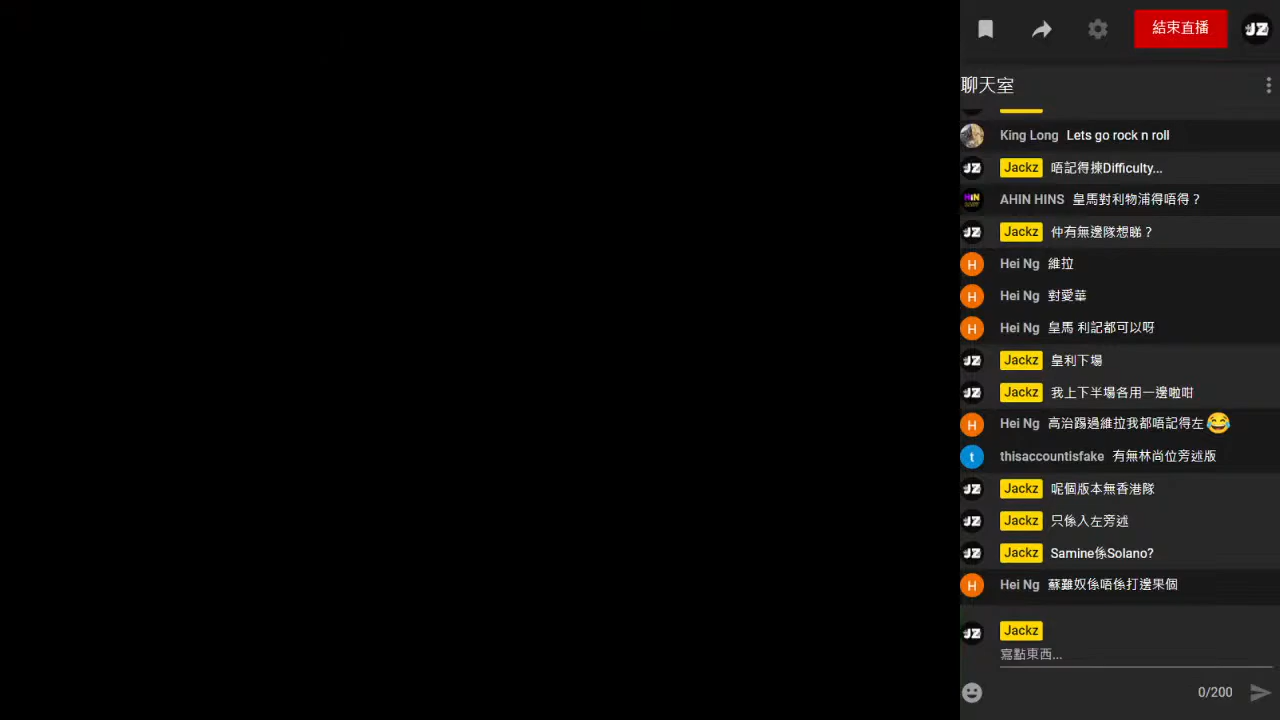 JZ
結束直播
聊天室
King Long Lets go rock n roll
Jackz 唔記得揀Difficulty...
AHIN HINS 皇馬對利物浦得唔得？
Jackz 仲有無邊隊想睇？
Hei Ng 維拉
Hei Ng 對愛華
Hei Ng 皇馬 利記都可以呀
Jackz 皇利下場
Jackz 我上下半場各用一邊啦咁
Hei Ng 高治踢過維拉我都唔記得左😂
thisaccountisfake 有無林尚位旁述版
Jackz 呢個版本無香港隊
Jackz 只係入左旁述
Jackz Samine係Solano?
Hei Ng 蘇難奴係唔係打邊果個
Jackz
寫點東西...
0/200